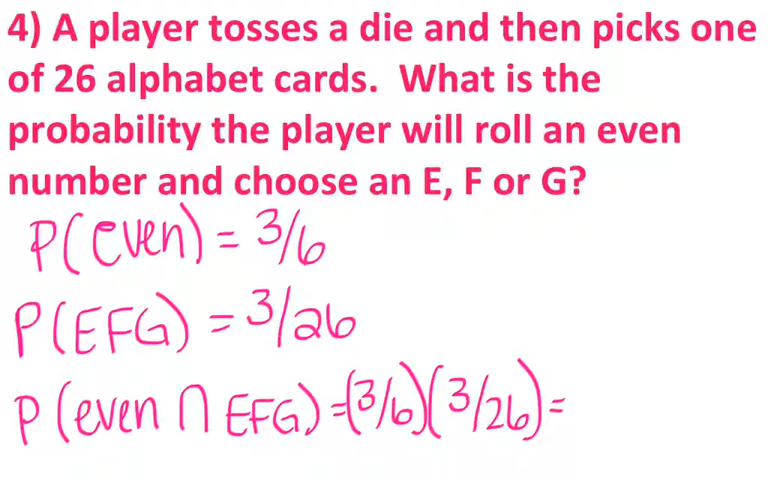 4) A player tosses a die and then picks one
of 26 alphabet cards.  What is the
probability the player will roll an even
number and choose an E, F or G?
P(even) = 3/6
P(EFG) = 3/26
P(even ∩ EFG) = (3/6)(3/26) =